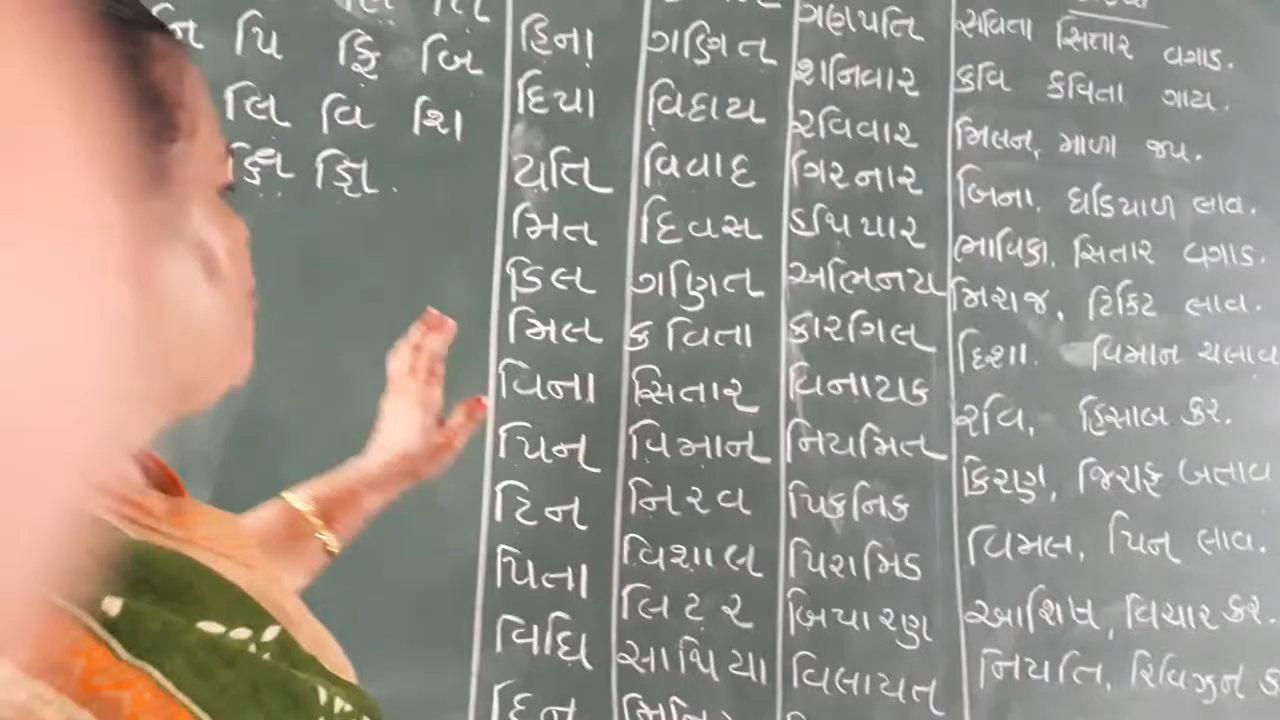 પિ ફિ બિ
લિ વિ શિ
ક્ષિ જ્ઞિ.
હિના
દિયા
યતિ
મિત
દિલ
મિલ
વિના
પિન
ટિન
પિતા
વિધિ
દિન
ગણિત
વિદાય
વિવાદ
દિવસ
ગણિત
કવિતા
સિતાર
વિમાન
નિરવ
વિશાલ
લિટર
સાથિયા
ગણપતિ
શનિવાર
રવિવાર
ગિરનાર
હથિયાર
અભિનય
કારગિલ
વિનાયક
નિયમિત
પિકનિક
પિરામિડ
બિયારણ
વિલાયત
સવિતા સિતાર વગાડ.
કવિ કવિતા ગાય.
મિલન, માળા જપ.
બિના, ઘડિયાળ લાવ.
ભાવિકા, સિતાર વગાડ.
મિરાજ, ટિકિટ લાવ.
દિશા. વિમાન ચલાવ
રવિ, હિસાબ કર.
કિરણ, જિરાફ બતાવ
વિમલ, પિન લાવ.
આશિષ, વિચાર કર.
નિયતિ, રિવિઝન ક